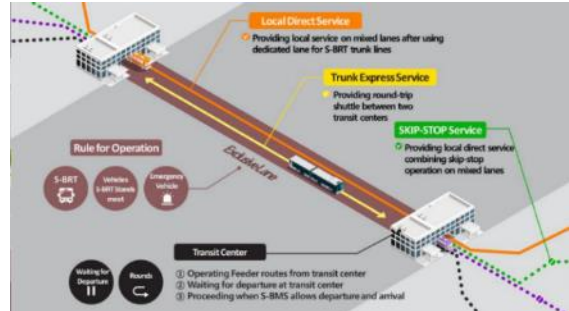 Local Direct Service
Providing local service on mixed lanes after using
dedicated lane for S-BRT trunk lines
Trunk Express Service
Providing round-trip
shuttle between two
transit centers
SKIP-STOP Service
Providing local direct service
combining skip-stop
operation on mixed lanes
Rule for Operation
S-BRT
Vehicles
S-BRT Stands
meet
Emergency
Vehicle
Exclusive Lane
Transit Center
Waiting for
Departure
Rounds
① Operating Feeder routes from transit center
② Waiting for departure at transit center
③ Proceeding when S-BMS allows departure and arrival